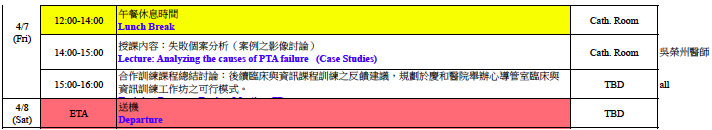 4/7
(Fri)
12:00-14:00
午餐休息時間
Lunch Break
Cath. Room
14:00-15:00
授課內容：失敗個案分析（案例之影像討論）
Lecture: Analyzing the causes of PTA failure (Case Studies)
Cath. Room
吳榮州醫師
15:00-16:00
合作訓練課程總結討論：後續臨床與資訊課程訓練之反饋建議，規劃於慶和醫院舉辦心導管室臨床與
資訊訓練工作坊之可行模式。
TBD
all
4/8
(Sat)
ETA
送機
Departure
TBD